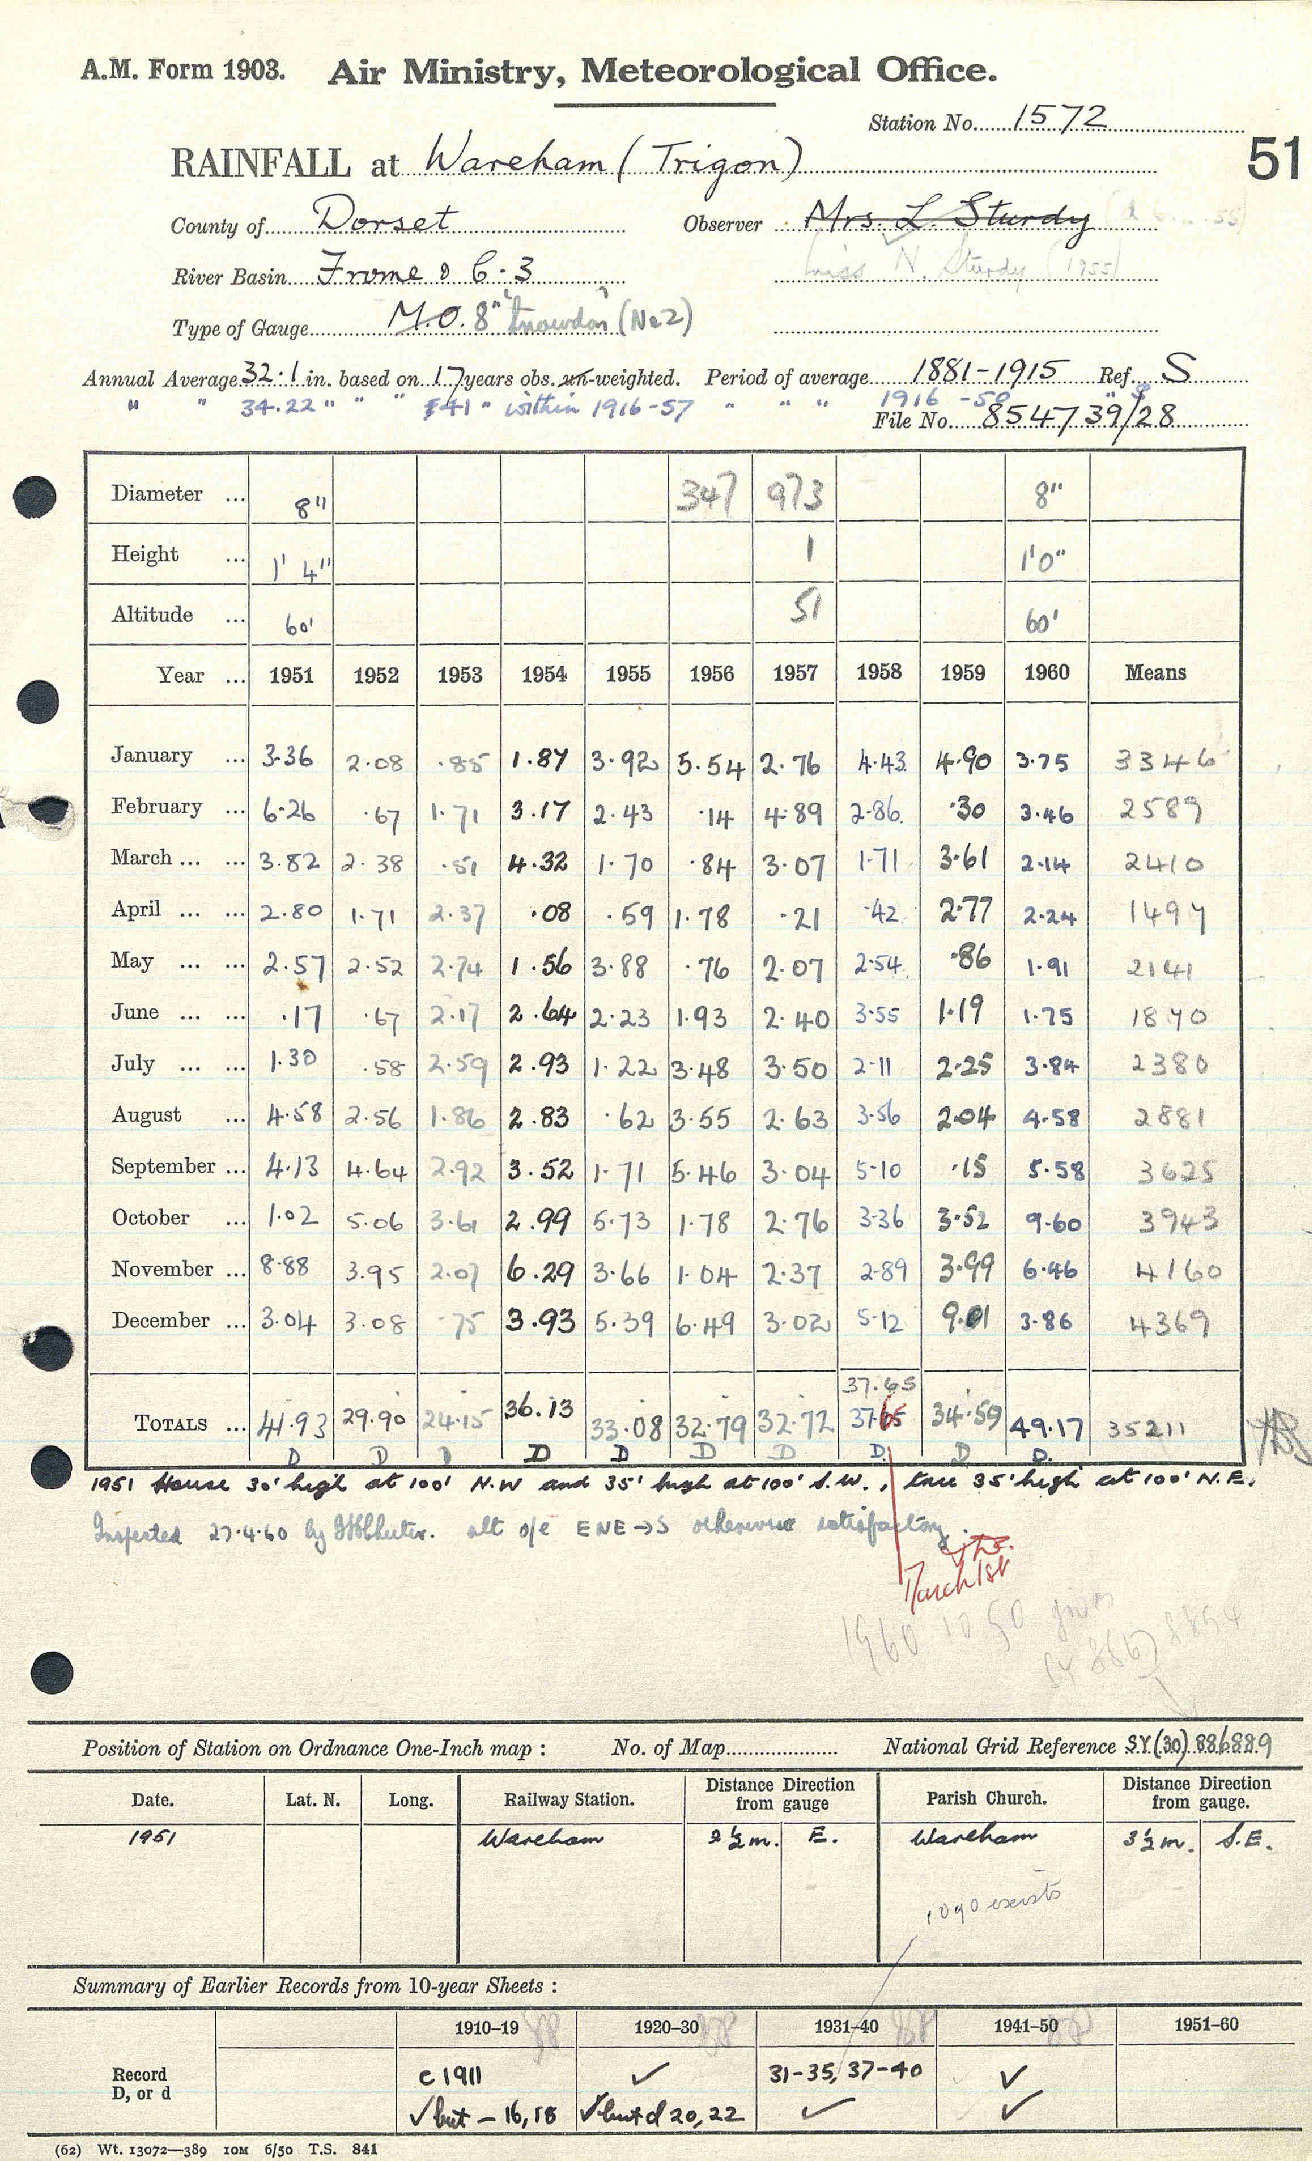 A.M. Form 1903. Air Ministry, Meteorological Office.
Station No. 1572
51
RAINFALL at Wareham (Trigon)
County of Dorset Observer Mrs. L. Sturdy
River Basin Frome & C.3 Miss N. Sturdy (1955)
Type of Gauge M.O. 8" "Snowdon" (No 2)
Annual Average 32.1 in. based on 17 years obs. un-weighted. Period of average 1881-1915 Ref. S
" " 34.22 " " " 41 " within 1916-57 " " " 1916-50 " S
File No. 854739/28
Diameter ... 8" 347 973 8"
Height ... 1' 4" 1 1'0"
Altitude ... 60' 51 60'
Year ... 1951 1952 1953 1954 1955 1956 1957 1958 1959 1960 Means
January ... 3.36 2.08 .85 1.87 3.92 5.54 2.76 4.43 4.90 3.75 3346
February ... 6.26 .67 1.71 3.17 2.43 .14 4.89 2.86 .30 3.46 2589
March ... ... 3.82 2.38 .51 4.32 1.70 .84 3.07 1.71 3.61 2.14 2410
April ... ... 2.80 1.71 2.37 .08 .59 1.78 .21 .42 2.77 2.24 1497
May ... ... 2.57 2.52 2.74 1.56 3.88 .76 2.07 2.54 .86 1.91 2141
June ... ... .17 .67 2.17 2.64 2.23 1.93 2.40 3.55 1.19 1.75 1870
July ... ... 1.30 .58 2.59 2.93 1.22 3.48 3.50 2.11 2.25 3.84 2380
August ... 4.58 2.56 1.86 2.83 .62 3.55 2.63 3.56 2.04 4.58 2881
September ... 4.13 4.64 2.92 3.52 1.71 5.46 3.04 5.10 .15 5.58 3625
October ... 1.02 5.06 3.61 2.99 5.73 1.78 2.76 3.36 3.52 9.60 3943
November ... 8.88 3.95 2.07 6.29 3.66 1.04 2.37 2.89 3.99 6.46 4160
December ... 3.04 3.08 .75 3.93 5.39 6.49 3.02 5.12 9.01 3.86 4369
37.65
TOTALS ... 41.93 29.90 24.15 36.13 33.08 32.79 32.72 37.65 34.59 49.17 35211
D D D D D D D D D D
1951 House 30' high at 100' N.W and 35' high at 100' S.W., tree 35' high at 100' N.E.
Inspected 27.4.60 by alt o/e ENE→S otherwise satisfactory.
March 1st
1960 10 50 gives
SY 886 8894
Position of Station on Ordnance One-Inch map : No. of Map National Grid Reference SY(30) 886889
Date. Lat. N. Long. Railway Station. Distance from gauge Direction Parish Church. Distance from gauge. Direction
1951 Wareham 2½ m. E. Wareham 3½ m. S.E.
1090 exists
Summary of Earlier Records from 10-year Sheets :
1910-19 1920-30 1931-40 1941-50 1951-60
Record c 1911 ✓ 31-35, 37-40 ✓
D, or d ✓ but - 16, 18 ✓ but d 20, 22 ✓ ✓
(62) Wt. 13072—389 10M 6/50 T.S. 841